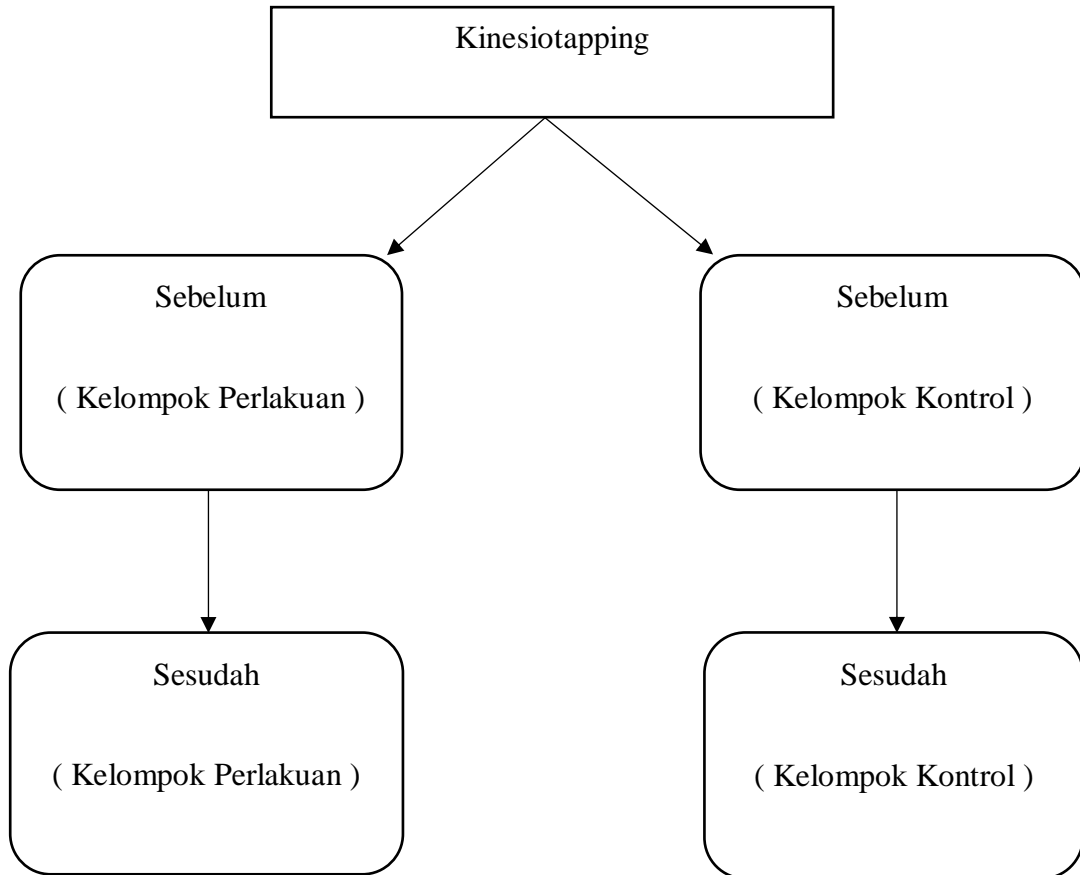 Kinesiotapping
Sebelum
( Kelompok Perlakuan )
Sebelum
( Kelompok Kontrol )
Sesudah
( Kelompok Perlakuan )
Sesudah
( Kelompok Kontrol )